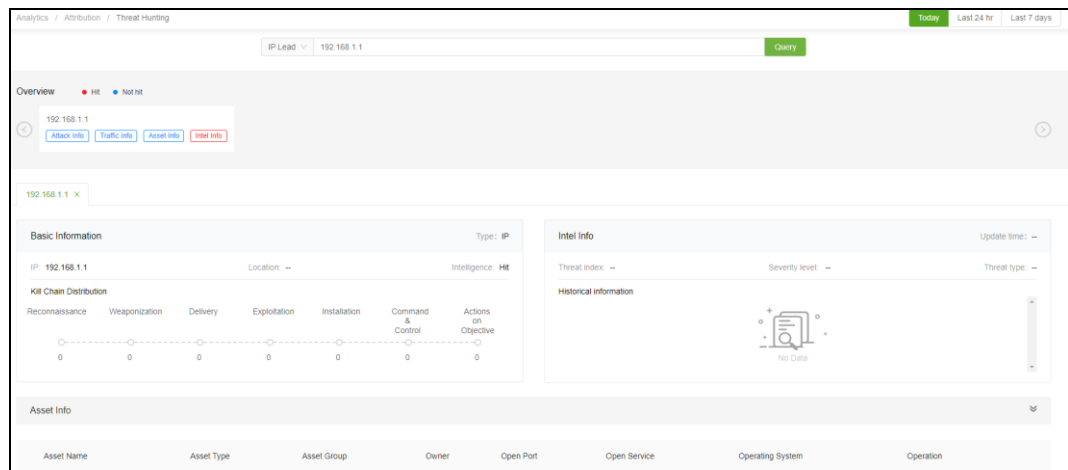 Analytics / Attribution / Threat Hunting
Today Last 24 hr Last 7 days
IP Lead 192.168.1.1 Query
Overview Hit Not hit
192.168.1.1
Attack Info Traffic Info Asset Info Intel Info
192.168.1.1 ×
Basic Information Type: IP
IP: 192.168.1.1 Location: -- Intelligence: Hit
Kill Chain Distribution
Reconnaissance Weaponization Delivery Exploitation Installation Command & Control Actions on Objective
0 0 0 0 0 0 0
Intel Info Update time: --
Threat index: -- Severity level: -- Threat type: --
Historical information
No Data
Asset Info
Asset Name Asset Type Asset Group Owner Open Port Open Service Operating System Operation